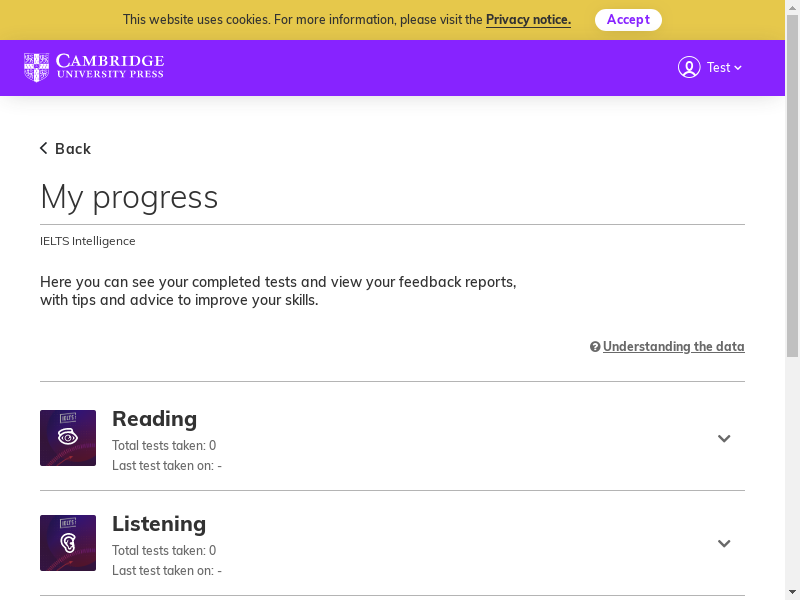 This website uses cookies. For more information, please visit the Privacy notice.
Accept
CAMBRIDGE
UNIVERSITY PRESS
Test
Back
My progress
IELTS Intelligence
Here you can see your completed tests and view your feedback reports,
with tips and advice to improve your skills.
Understanding the data
IELTS
Reading
Total tests taken: 0
Last test taken on: -
IELTS
Listening
Total tests taken: 0
Last test taken on: -